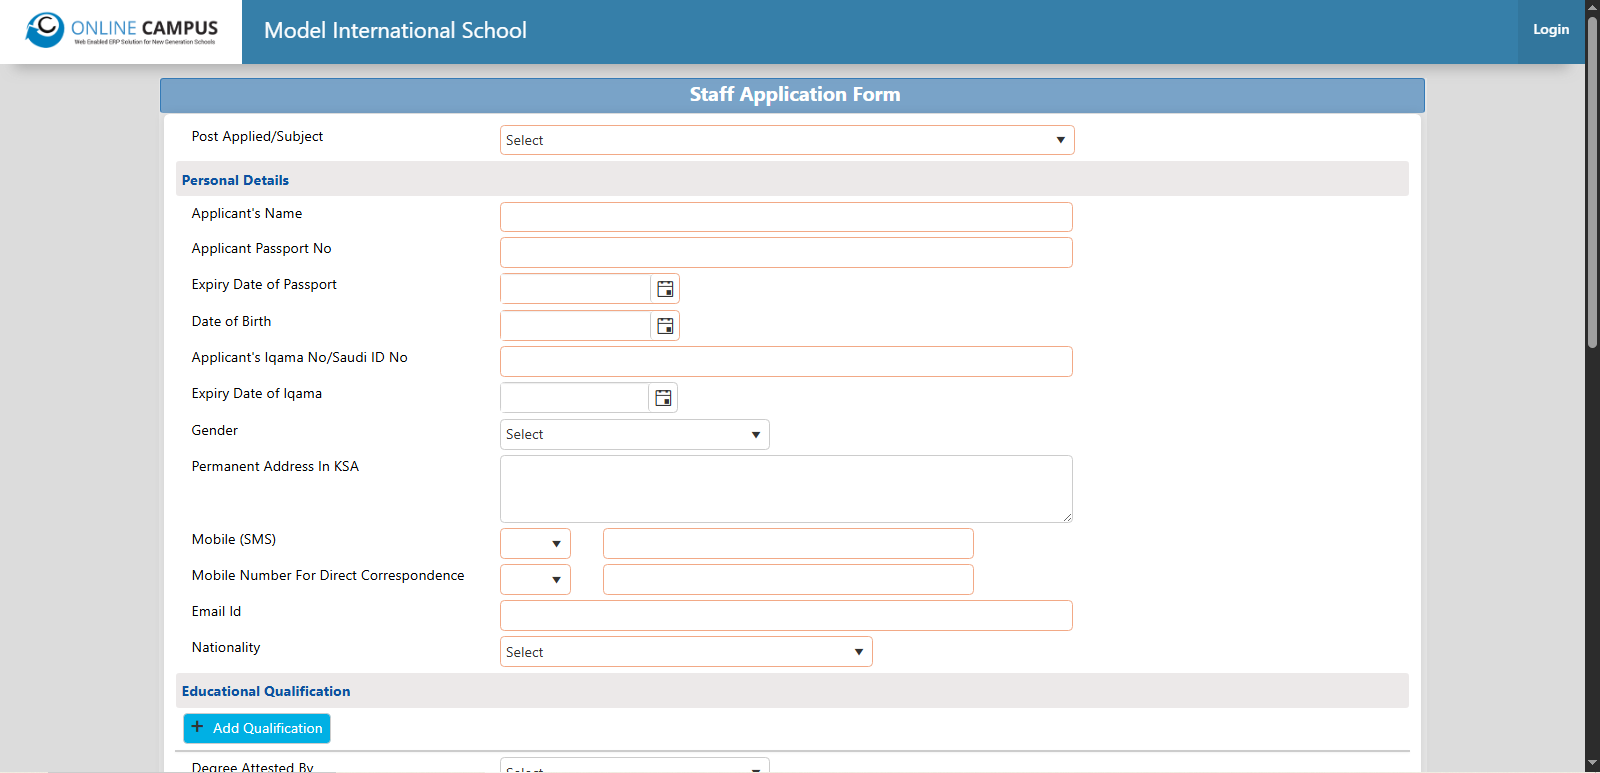 ONLINE CAMPUS
Web Enabled ERP Solution for New Generation Schools
Model International School
Login
Staff Application Form
Post Applied/Subject
Select
Personal Details
Applicant's Name
Applicant Passport No
Expiry Date of Passport
Date of Birth
Applicant's Iqama No/Saudi ID No
Expiry Date of Iqama
Gender
Select
Permanent Address In KSA
Mobile (SMS)
Mobile Number For Direct Correspondence
Email Id
Nationality
Select
Educational Qualification
+ Add Qualification
Degree Attested By
Select